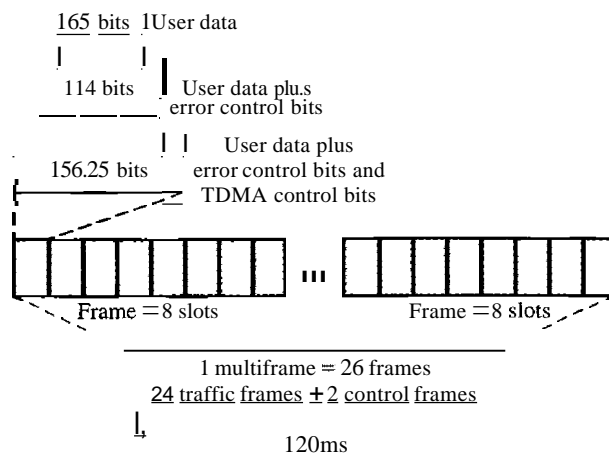 165 bits 1User data
114 bits
User data plu.s
error control bits
156.25 bits
User data plus
error control bits and
TDMA control bits
Frame = 8 slots
Frame = 8 slots
1 multiframe = 26 frames
24 traffic frames + 2 control frames
120ms